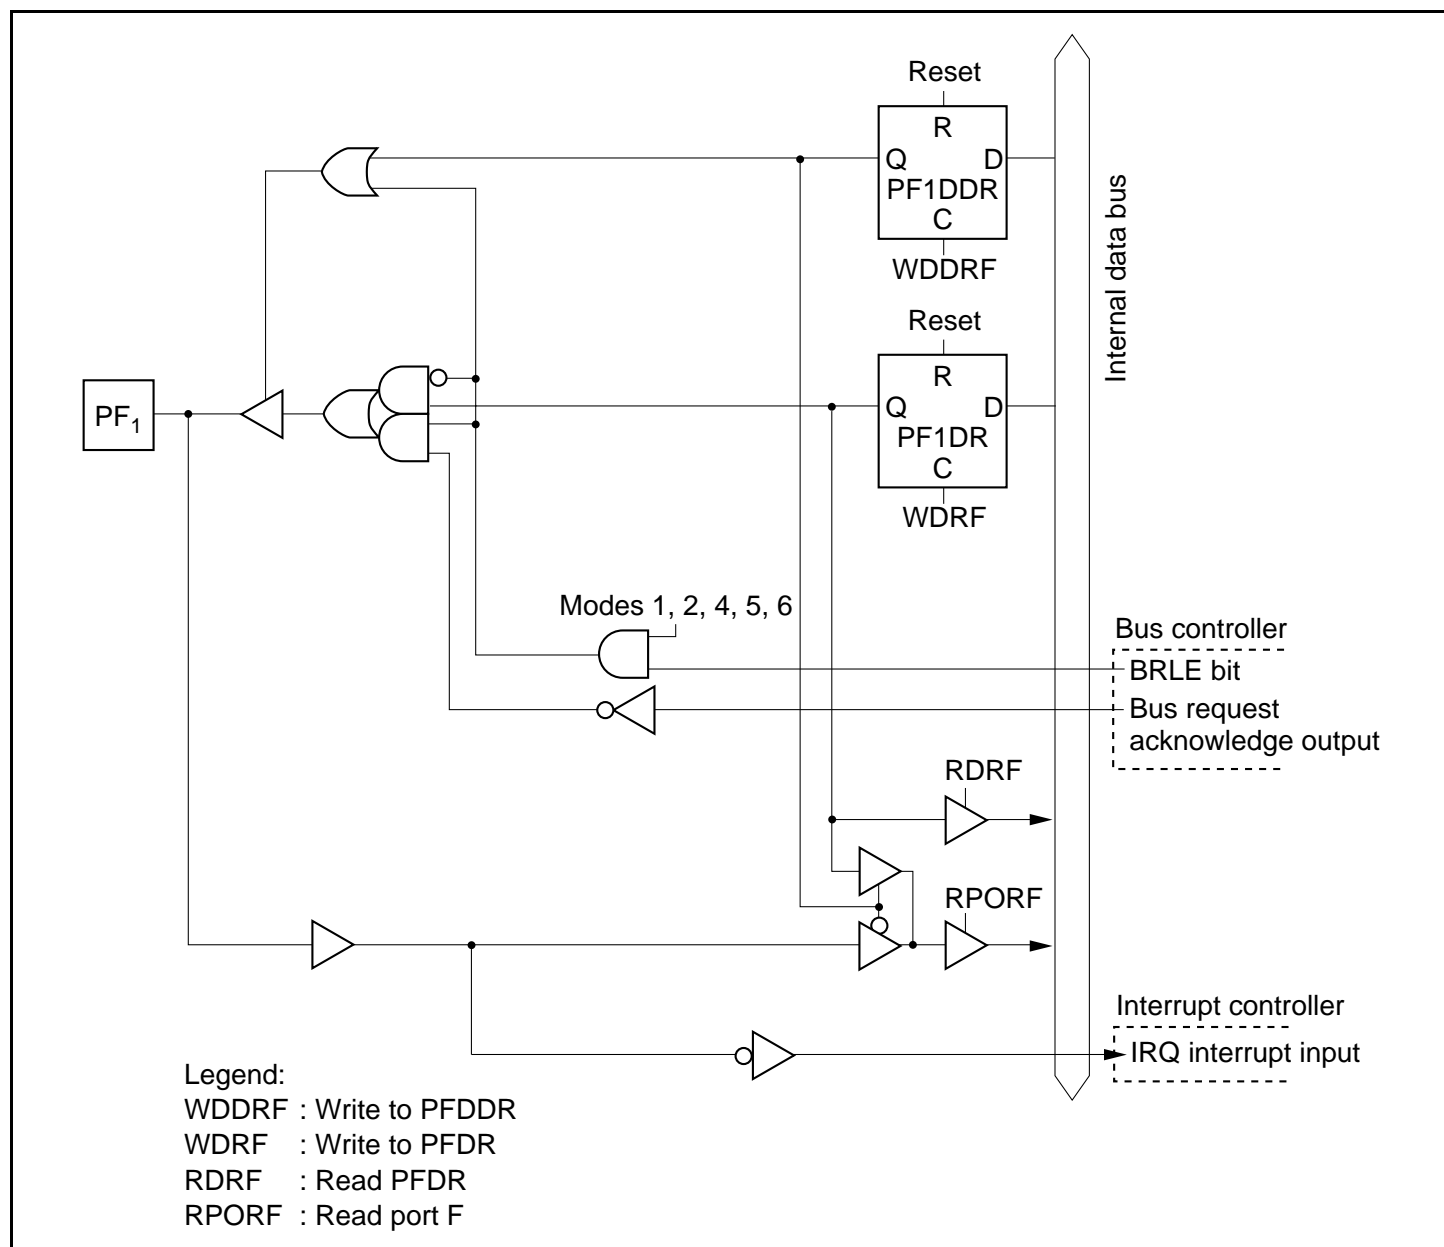 Reset
R
Q D
PF1DDR
C
WDDRF
Internal data bus
Reset
R
PF1
Q D
PF1DR
C
WDRF
Modes 1, 2, 4, 5, 6
Bus controller
BRLE bit
Bus request
acknowledge output
RDRF
RPORF
Interrupt controller
IRQ interrupt input
Legend:
WDDRF : Write to PFDDR
WDRF : Write to PFDR
RDRF : Read PFDR
RPORF : Read port F